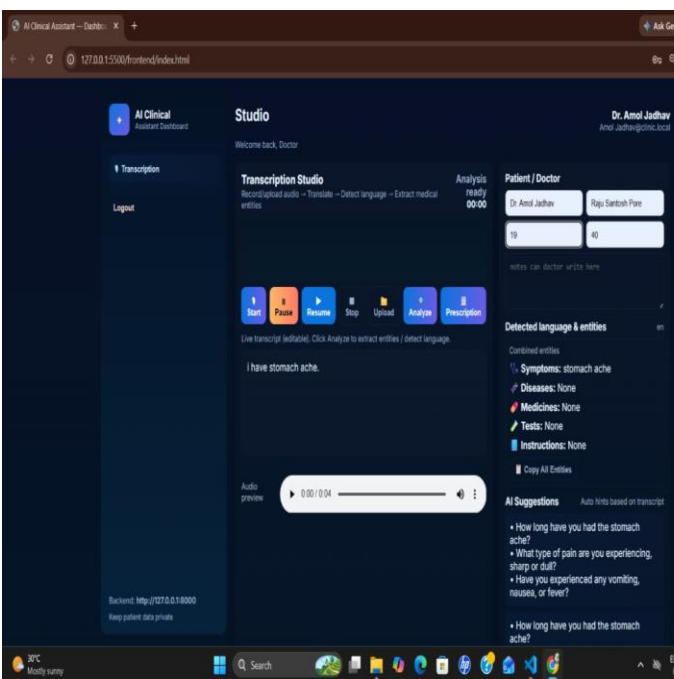 AI Clinical Assistant — Dashbo
Ask Ge
127.0.0.1:5500/frontend/index.html
AI Clinical
Assistant Dashboard
Transcription
Logout
Backend: http://127.0.0.1:8000
Keep patient data private
Studio
Welcome back, Doctor
Dr. Amol Jadhav
Amol Jadhav@clinic.local
Transcription Studio
Record/upload audio → Translate → Detect language → Extract medical
entities
Analysis
ready
00:00
Start
Pause
Resume
Stop
Upload
Analyze
Prescription
Live transcript (editable). Click Analyze to extract entities / detect language.
i have stomach ache.
Audio
preview
0:00 / 0:04
Patient / Doctor
Dr. Amol Jadhav
Raju Santosh Pore
19
40
notes can doctor write here
Detected language & entities
en
Combined entities
Symptoms: stomach ache
Diseases: None
Medicines: None
Tests: None
Instructions: None
Copy All Entities
AI Suggestions
Auto hints based on transcript
• How long have you had the stomach
ache?
• What type of pain are you experiencing,
sharp or dull?
• Have you experienced any vomiting,
nausea, or fever?
• How long have you had the stomach
ache?
30°C
Mostly sunny
Search